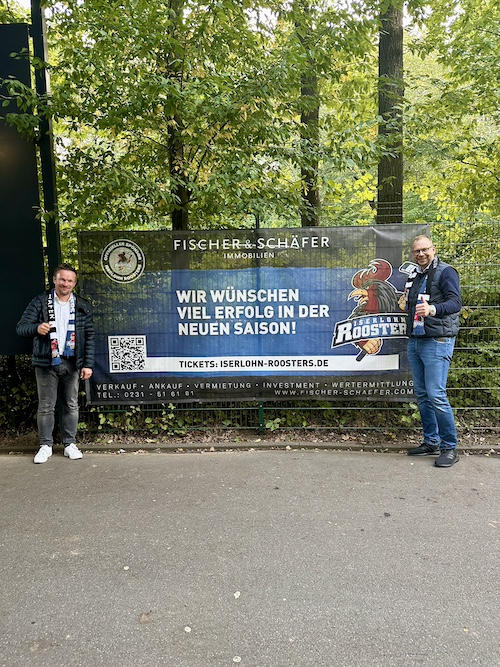 FISCHER & SCHÄFER
IMMOBILIEN
WIR WÜNSCHEN
VIEL ERFOLG IN DER
NEUEN SAISON!
ISERLOHN
ROOSTERS
TICKETS: ISERLOHN-ROOSTERS.DE
VERKAUF · ANKAUF · VERMIETUNG · INVESTMENT · WERTERMITTLUNG
TEL.: 0231 - 51 61 81 WWW.FISCHER-SCHAEFER.COM